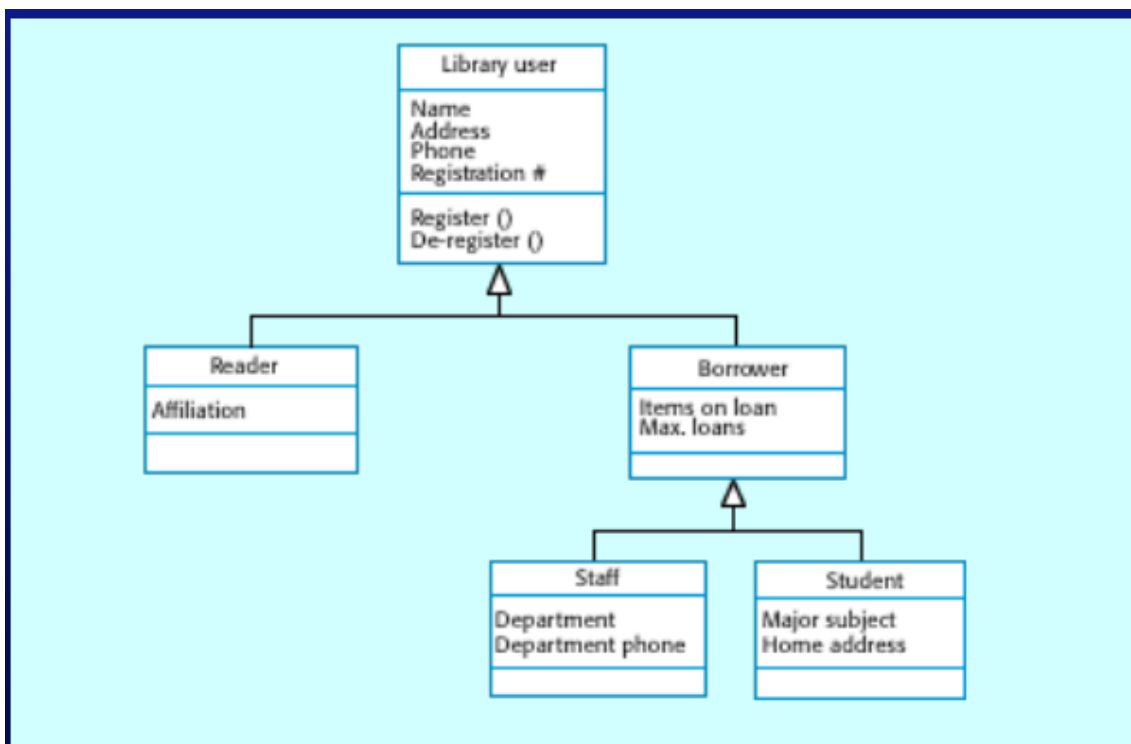 Library user
Name
Address
Phone
Registration #
Register ()
De-register ()
Reader
Affiliation
Borrower
Items on loan
Max. loans
Staff
Department
Department phone
Student
Major subject
Home address